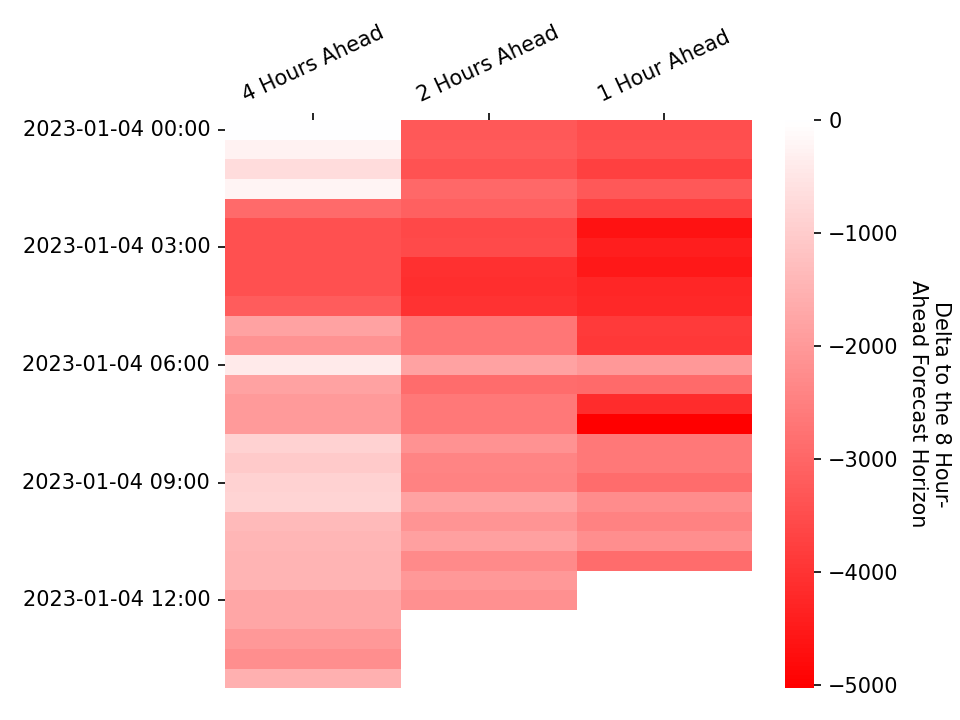 4 Hours Ahead
2 Hours Ahead
1 Hour Ahead
2023-01-04 00:00
2023-01-04 03:00
2023-01-04 06:00
2023-01-04 09:00
2023-01-04 12:00
0
−1000
−2000
−3000
−4000
−5000
Delta to the 8 Hour-
Ahead Forecast Horizon